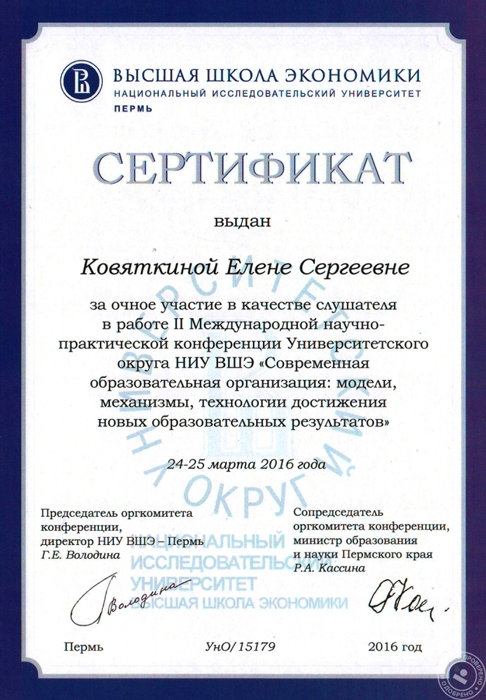 ВЫСШАЯ ШКОЛА ЭКОНОМИКИ
НАЦИОНАЛЬНЫЙ ИССЛЕДОВАТЕЛЬСКИЙ УНИВЕРСИТЕТ
ПЕРМЬ
СЕРТИФИКАТ
выдан
Ковяткиной Елене Сергеевне
за очное участие в качестве слушателя
в работе II Международной научно-
практической конференции Университетского
округа НИУ ВШЭ «Современная
образовательная организация: модели,
механизмы, технологии достижения
новых образовательных результатов»
УНИВЕРСИТЕТСКИЙ ОКРУГ
24-25 марта 2016 года
Председатель оргкомитета
конференции,
директор НИУ ВШЭ – Пермь
Г.Е. Володина
Сопредседатель
оргкомитета конференции,
министр образования
и науки Пермского края
Р.А. Кассина
НАЦИОНАЛЬНЫЙ
ИССЛЕДОВАТЕЛЬСКИЙ
УНИВЕРСИТЕТ
ВЫСШАЯ ШКОЛА ЭКОНОМИКИ
Володина
Пермь
УнО/15179
2016 год
ПРОВЕРЕНО
ОДОБРЕНО